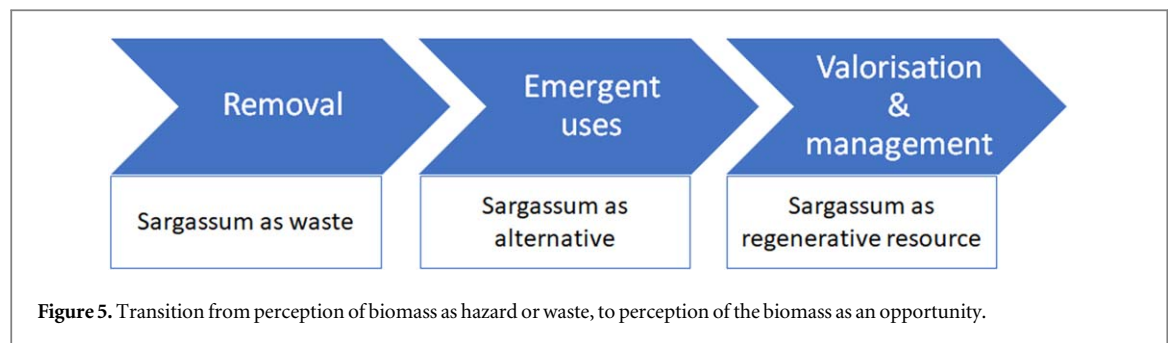 Removal
Emergent
uses
Valorisation
&
management
Sargassum as waste
Sargassum as
alternative
Sargassum as
regenerative resource
Figure 5. Transition from perception of biomass as hazard or waste, to perception of the biomass as an opportunity.